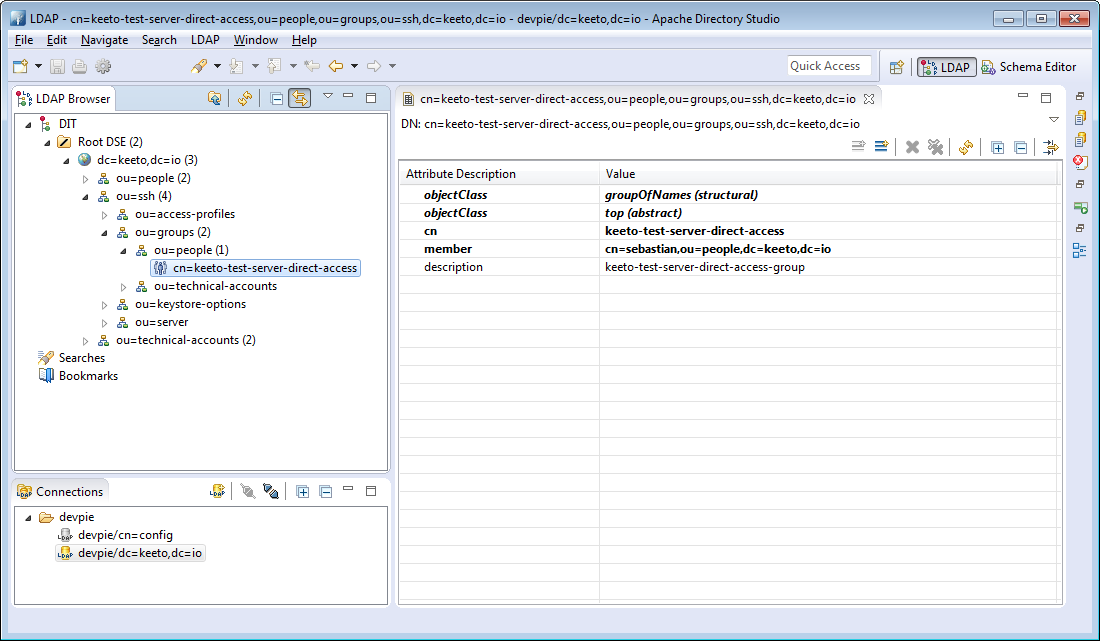 LDAP - cn=keeto-test-server-direct-access,ou=people,ou=groups,ou=ssh,dc=keeto,dc=io - devpie/dc=keeto,dc=io - Apache Directory Studio
File Edit Navigate Search LDAP Window Help
Quick Access LDAP Schema Editor
LDAP Browser
DIT
Root DSE (2)
dc=keeto,dc=io (3)
ou=people (2)
ou=ssh (4)
ou=access-profiles
ou=groups (2)
ou=people (1)
cn=keeto-test-server-direct-access
ou=technical-accounts
ou=keystore-options
ou=server
ou=technical-accounts (2)
Searches
Bookmarks
Connections
devpie
devpie/cn=config
devpie/dc=keeto,dc=io
cn=keeto-test-server-direct-access,ou=people,ou=groups,ou=ssh,dc=keeto,dc=io
DN: cn=keeto-test-server-direct-access,ou=people,ou=groups,ou=ssh,dc=keeto,dc=io
Attribute Description Value
objectClass groupOfNames (structural)
objectClass top (abstract)
cn keeto-test-server-direct-access
member cn=sebastian,ou=people,dc=keeto,dc=io
description keeto-test-server-direct-access-group